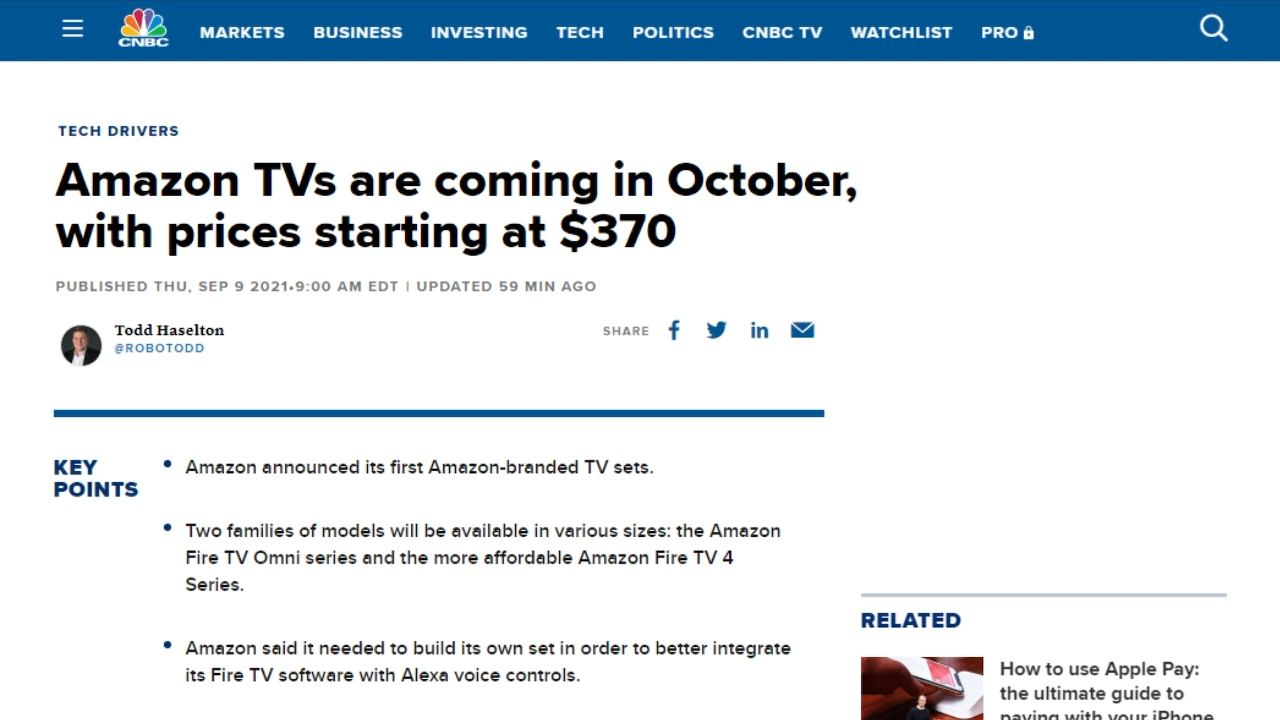 CNBC
MARKETS BUSINESS INVESTING TECH POLITICS CNBC TV WATCHLIST PRO
TECH DRIVERS
Amazon TVs are coming in October,
with prices starting at $370
PUBLISHED THU, SEP 9 2021•9:00 AM EDT | UPDATED 59 MIN AGO
Todd Haselton
@ROBOTODD
SHARE
KEY
POINTS
• Amazon announced its first Amazon-branded TV sets.
• Two families of models will be available in various sizes: the Amazon
Fire TV Omni series and the more affordable Amazon Fire TV 4
Series.
• Amazon said it needed to build its own set in order to better integrate
its Fire TV software with Alexa voice controls.
RELATED
How to use Apple Pay:
the ultimate guide to
paying with your iPhone